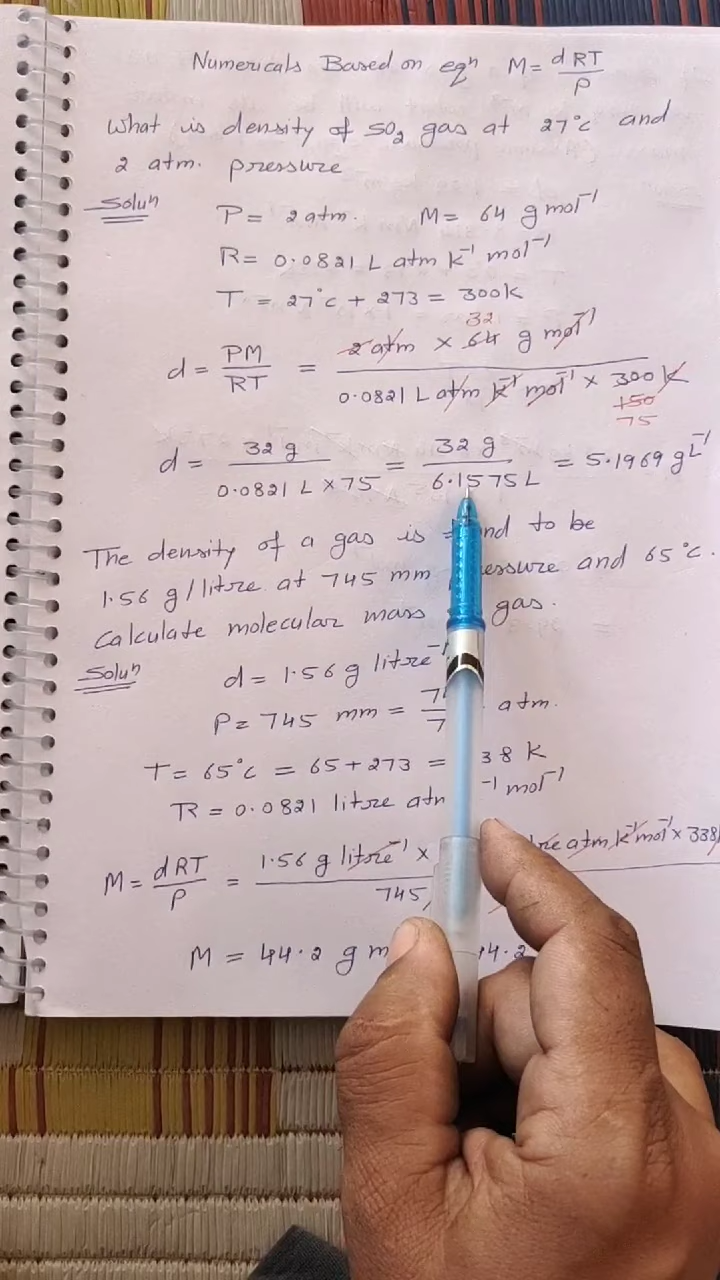 Numericals Based on eqⁿ M = dRT/P
What is density of SO₂ gas at 27°C and
2 atm. pressure
Soluⁿ
P = 2 atm. M = 64 g mol⁻¹
R = 0.0821 L atm K⁻¹ mol⁻¹
T = 27°C + 273 = 300K
32
d = PM/RT = 2 atm × 64 g mol⁻¹ / 0.0821 L atm K⁻¹ mol⁻¹ × 300 K
150
75
d = 32 g / 0.0821 L × 75 = 32 g / 6.1575 L = 5.1969 g L⁻¹
The density of a gas is nd to be
1.56 g/litre at 745 mm essure and 65°C.
Calculate molecular mass gas.
Soluⁿ
d = 1.56 g litre⁻¹
P = 745 mm = 7 / 7 atm.
T = 65°C = 65 + 273 = 38 K
R = 0.0821 litre atm ⁻¹ mol⁻¹
M = dRT/P = 1.56 g litre⁻¹ × re atm K⁻¹ mol⁻¹ × 338 / 745
M = 44.2 g m 44.2